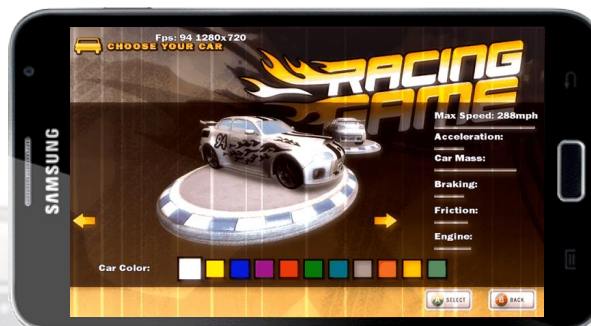 SAMSUNG
Fps: 94 1280x720
CHOOSE YOUR CAR
RACING
GAME
Max Speed: 288mph
Acceleration:
Car Mass:
Braking:
Friction:
Engine:
Car Color:
A SELECT
B BACK